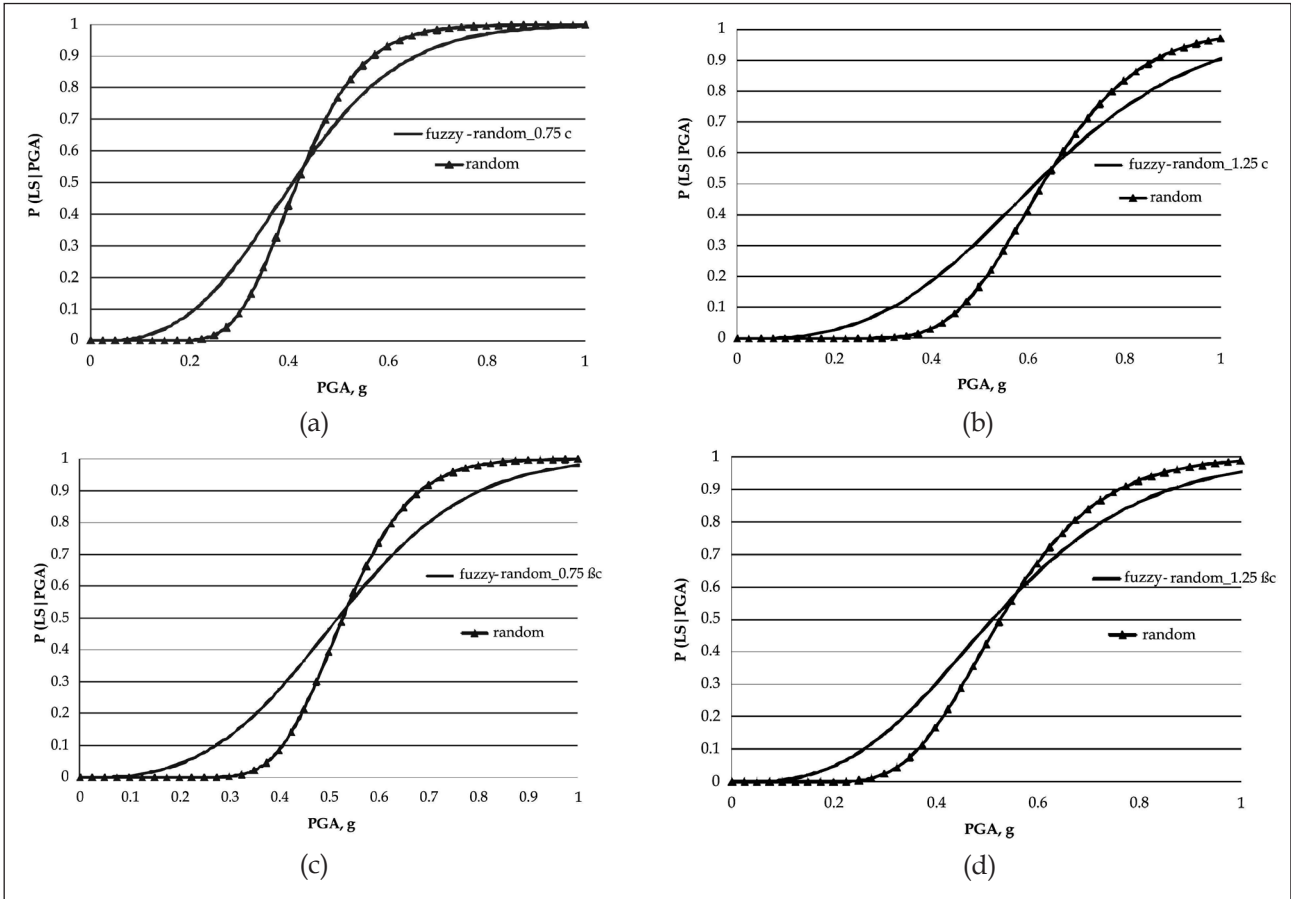 1
0.9
0.8
0.7
0.6
0.5
0.4
0.3
0.2
0.1
0
P (LS|PGA)
fuzzy-random_0.75 c
random
0 0.2 0.4 0.6 0.8 1
PGA, g
(a)
1
0.9
0.8
0.7
0.6
0.5
0.4
0.3
0.2
0.1
0
P (LS|PGA)
fuzzy-random_1.25 c
random
0 0.2 0.4 0.6 0.8 1
PGA, g
(b)
1
0.9
0.8
0.7
0.6
0.5
0.4
0.3
0.2
0.1
0
P (LS|PGA)
fuzzy-random_0.75 ßc
random
0 0.1 0.2 0.3 0.4 0.5 0.6 0.7 0.8 0.9 1
PGA, g
(c)
1
0.9
0.8
0.7
0.6
0.5
0.4
0.3
0.2
0.1
0
P (LS|PGA)
fuzzy-random_1.25 ßc
random
0 0.2 0.4 0.6 0.8 1
PGA, g
(d)